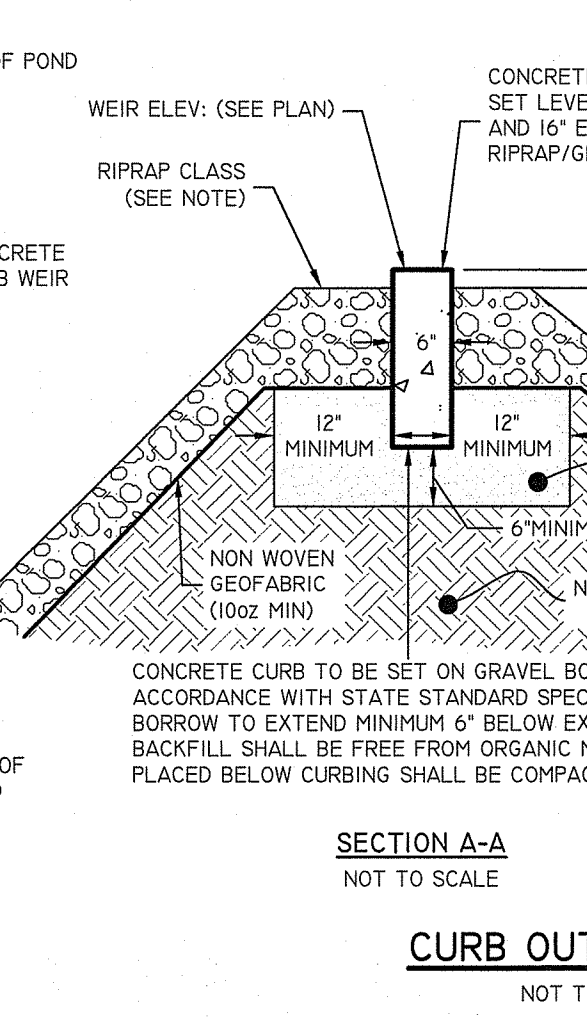 OF POND
WEIR ELEV: (SEE PLAN)
CONCRETE
SET LEVE
AND 16" E
RIPRAP/G
RIPRAP CLASS
(SEE NOTE)
CRETE
B WEIR
6"
12"
MINIMUM
12"
MINIMUM
6"MINIM
NON WOVEN
GEOFABRIC
(10oz MIN)
N
CONCRETE CURB TO BE SET ON GRAVEL BO
ACCORDANCE WITH STATE STANDARD SPEC
BORROW TO EXTEND MINIMUM 6" BELOW EX
BACKFILL SHALL BE FREE FROM ORGANIC M
PLACED BELOW CURBING SHALL BE COMPAC
OF
SECTION A-A
NOT TO SCALE
CURB OUT
NOT T